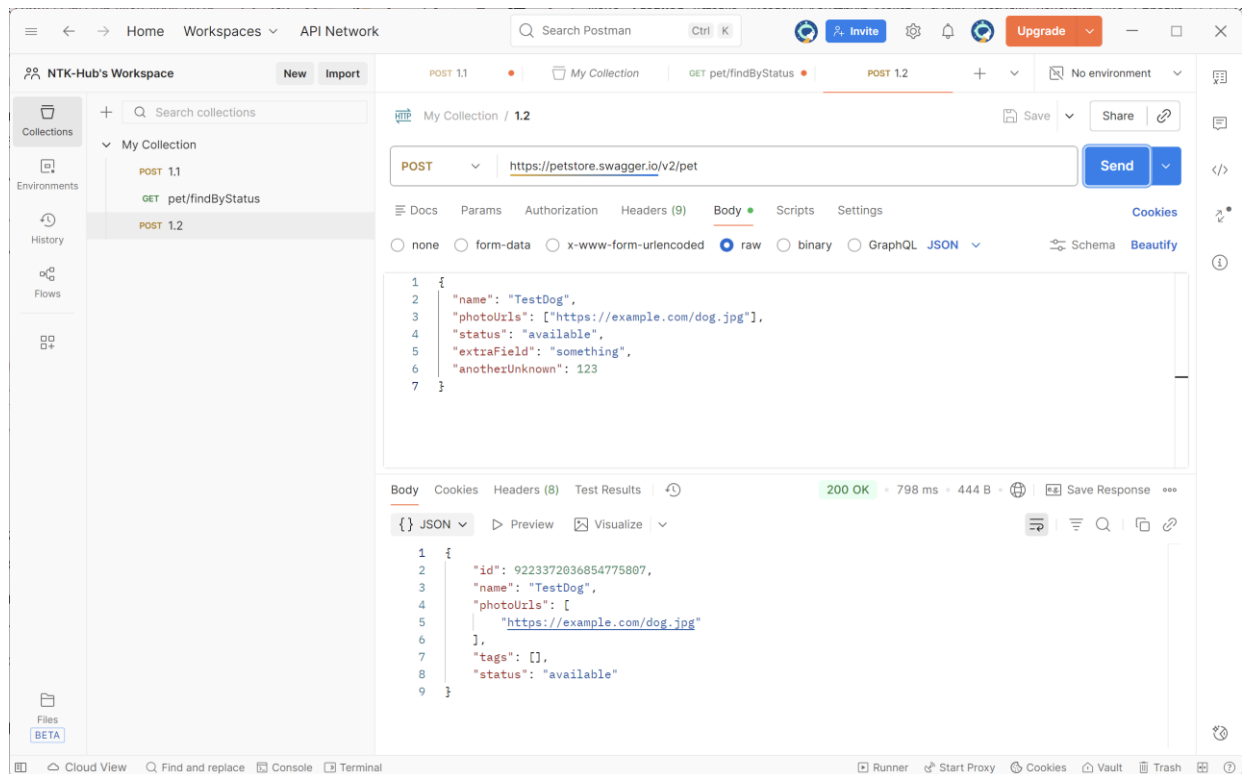 Home Workspaces API Network Search Postman Ctrl K Invite Upgrade
NTK-Hub's Workspace New Import POST 1.1 My Collection GET pet/findByStatus POST 1.2 No environment
Collections
Environments
History
Flows
Files
BETA
Search collections
My Collection
POST 1.1
GET pet/findByStatus
POST 1.2
HTTP My Collection / 1.2 Save Share
POST https://petstore.swagger.io/v2/pet Send
Docs Params Authorization Headers (9) Body Scripts Settings Cookies
none form-data x-www-form-urlencoded raw binary GraphQL JSON Schema Beautify
1 {
2 "name": "TestDog",
3 "photoUrls": ["https://example.com/dog.jpg"],
4 "status": "available",
5 "extraField": "something",
6 "anotherUnknown": 123
7 }
Body Cookies Headers (8) Test Results 200 OK 798 ms 444 B e.g. Save Response
{} JSON Preview Visualize
1 {
2 "id": 9223372036854775807,
3 "name": "TestDog",
4 "photoUrls": [
5 "https://example.com/dog.jpg"
6 ],
7 "tags": [],
8 "status": "available"
9 }
Cloud View Find and replace Console Terminal Runner Start Proxy Cookies Vault Trash